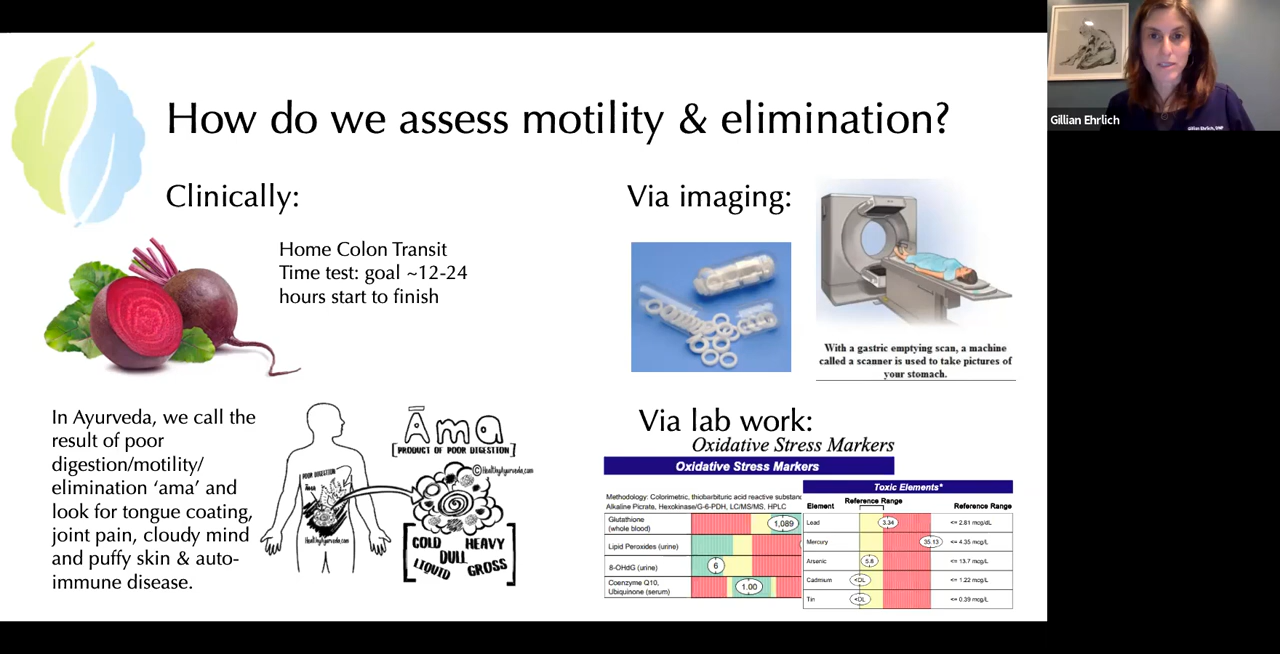 How do we assess motility & elimination?
Clinically:
Home Colon Transit
Time test: goal ~12-24
hours start to finish
Via imaging:
With a gastric emptying scan, a machine
called a scanner is used to take pictures of
your stomach.
In Ayurveda, we call the
result of poor
digestion/motility/
elimination ‘ama’ and
look for tongue coating,
joint pain, cloudy mind
and puffy skin & auto-
immune disease.
POOR DIGESTION
HealthyAyurveda.com
Āma
[PRODUCT OF POOR DIGESTION]
©HealthyAyurveda.com
COLD HEAVY
DULL
LIQUID GROSS
Via lab work:
Oxidative Stress Markers
Oxidative Stress Markers
Methodology: Colorimetric, thiobarbituric acid reactive substanc
Alkaline Picrate, Hexokinase/G-6-PDH, LC/MS/MS, HPLC
Glutathione
(whole blood)
1,089
Lipid Peroxides (urine)
8-OHdG (urine)
6
Coenzyme Q10,
Ubiquinone (serum)
1.00
Toxic Elements*
Reference Range
Element Reference Range
Lead 3.34 <= 2.81 mcg/dL
Mercury 35.13 <= 4.35 mcg/L
Arsenic 5.8 <= 13.7 mcg/L
Cadmium <DL <= 1.22 mcg/L
Tin <DL <= 0.39 mcg/L
Gillian Ehrlich
Gillian Ehrlich, DNP